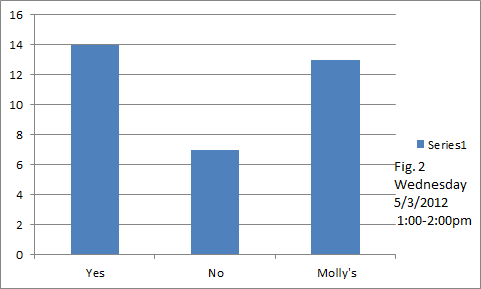 16
14
12
10
8
6
4
2
0
Yes No Molly's
Series1
Fig. 2
Wednesday
5/3/2012
1:00-2:00pm